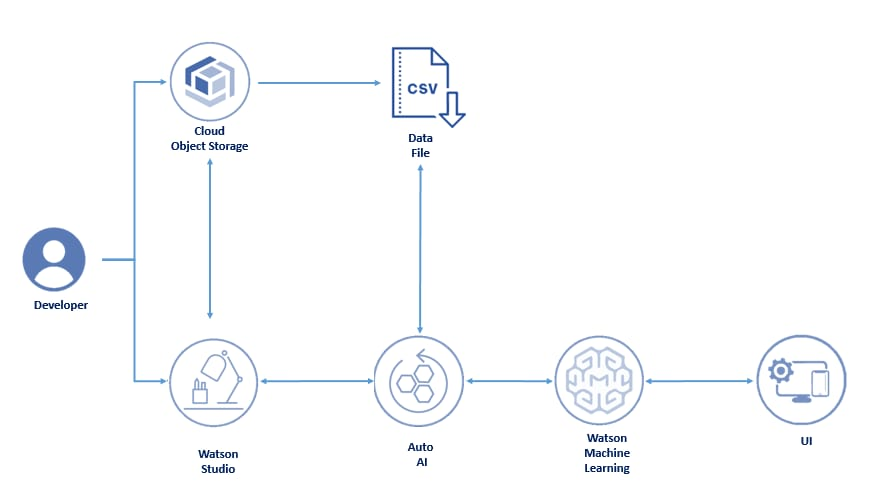 CSV
Cloud
Object Storage
Data
File
Developer
Watson
Studio
Auto
AI
Watson
Machine
Learning
UI